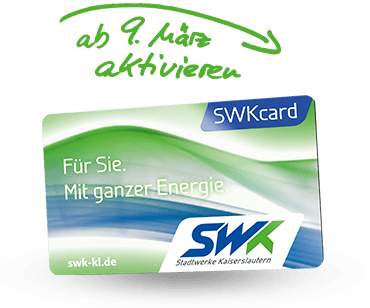 ab 9. März
aktivieren
SWKcard
Für Sie.
Mit ganzer Energie.
SWK
Stadtwerke Kaiserslautern
swk-kl.de